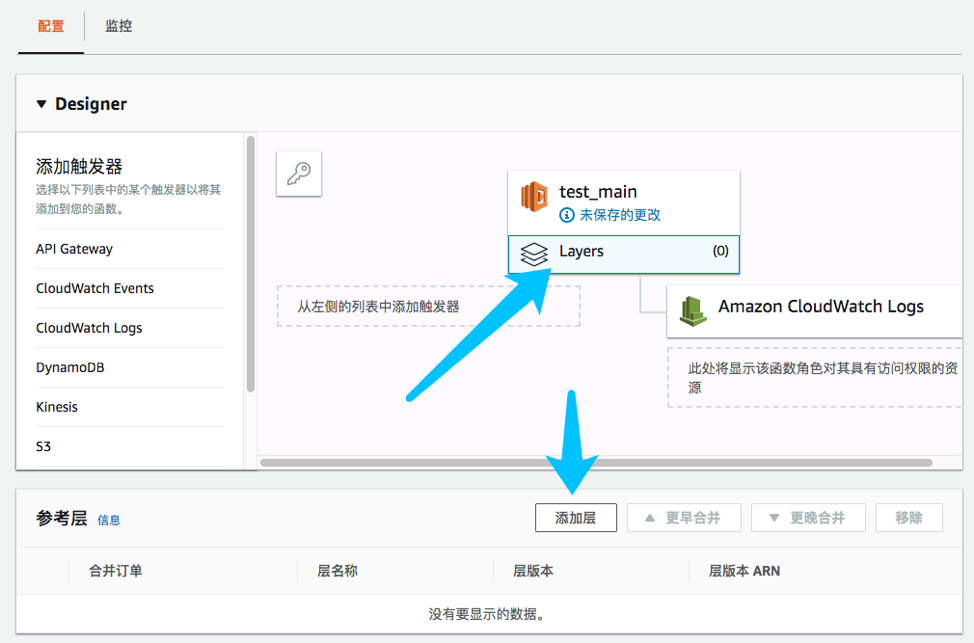 配置
监控
Designer
添加触发器
选择以下列表中的某个触发器以将其
添加到您的函数。
API Gateway
CloudWatch Events
CloudWatch Logs
DynamoDB
Kinesis
S3
test_main
未保存的更改
Layers
(0)
从左侧的列表中添加触发器
Amazon CloudWatch Logs
此处将显示该函数角色对其具有访问权限的资
源
参考层 信息
添加层
更早合并
更晚合并
移除
合并订单
层名称
层版本
层版本 ARN
没有要显示的数据。